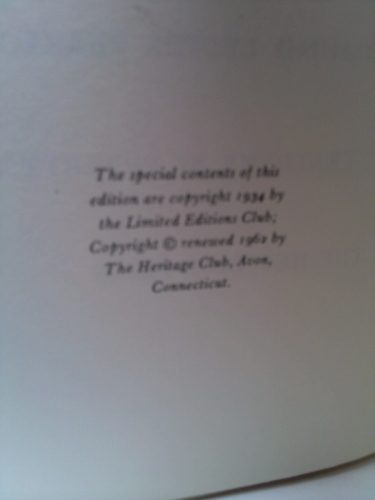 The special contents of this
edition are copyright 1934 by
the Limited Editions Club;
Copyright © renewed 1962 by
The Heritage Club, Avon,
Connecticut.